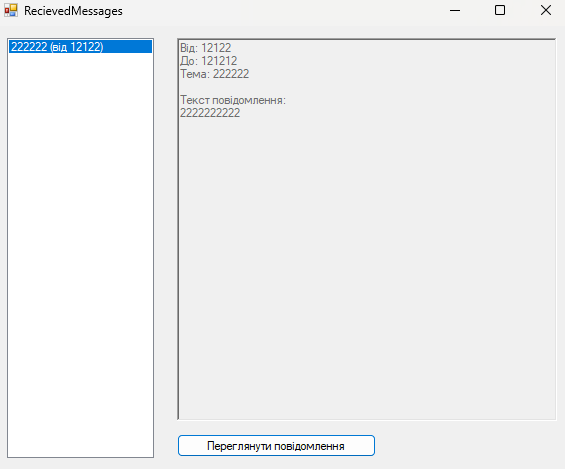 RecievedMessages
222222 (від 12122)
Від: 12122
До: 121212
Тема: 222222
Текст повідомлення:
2222222222
Переглянути повідомлення